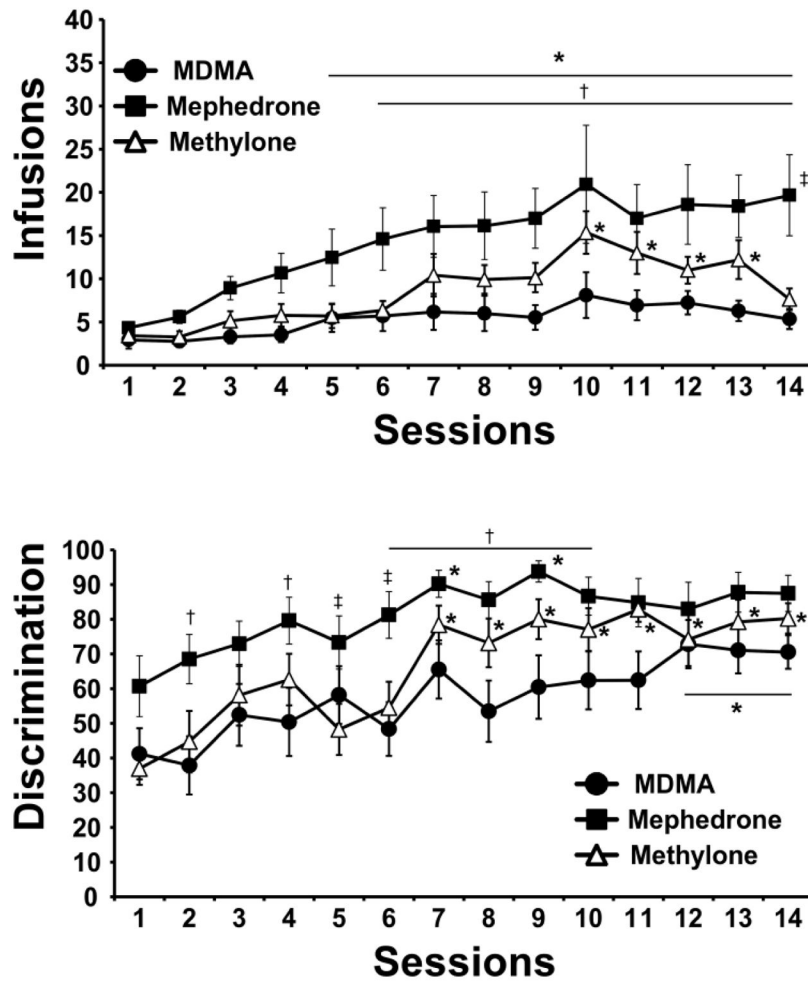 40
35
30
25
20
15
10
5
0
Infusions
MDMA
Mephedrone
Methylone
*
†
‡
* * * *
1 2 3 4 5 6 7 8 9 10 11 12 13 14
Sessions
100
90
80
70
60
50
40
30
20
10
0
Discrimination
† † ‡ ‡ * † *
* * * * * * * *
*
MDMA
Mephedrone
Methylone
1 2 3 4 5 6 7 8 9 10 11 12 13 14
Sessions